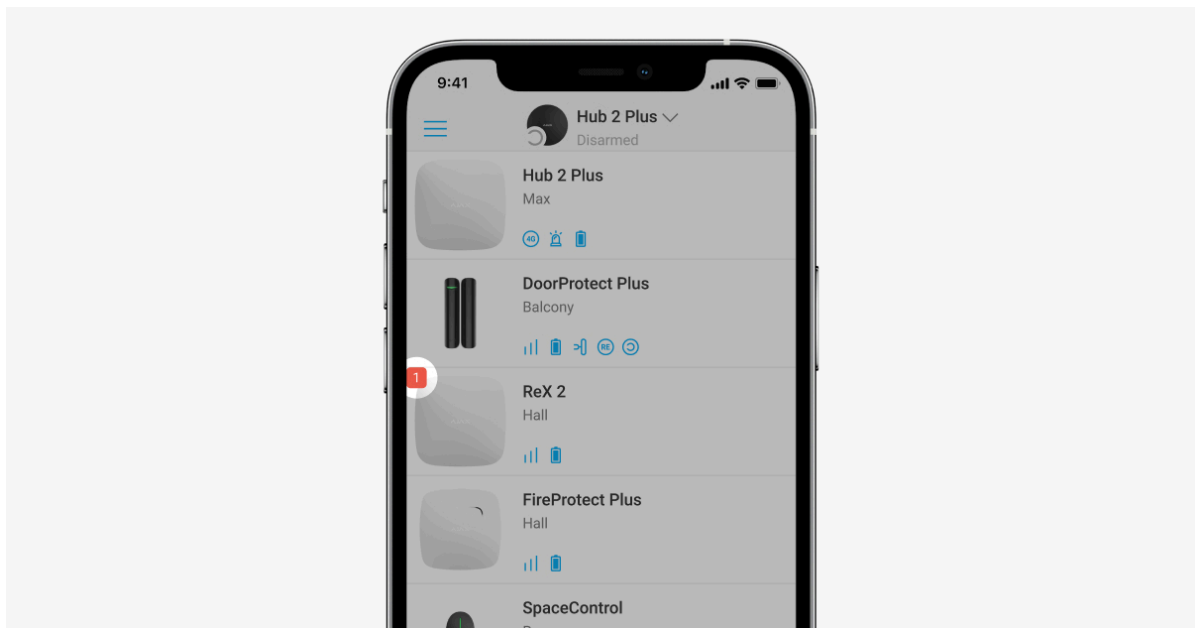 9:41
Hub 2 Plus
Disarmed
Hub 2 Plus
Max
4G
DoorProtect Plus
Balcony
RE
1
ReX 2
Hall
FireProtect Plus
Hall
SpaceControl